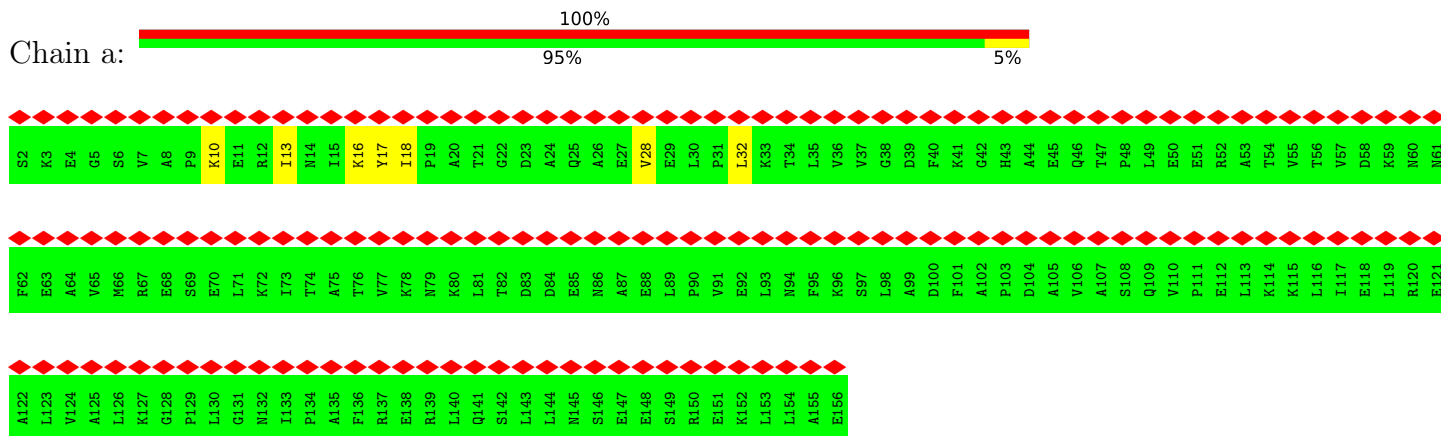 100%
Chain a:
95% 5%
S2 K3 E4 G5 S6 V7 A8 P9 K10 E11 R12 I13 N14 I15 K16 Y17 I18 P19 A20 T21 G22 D23 A24 Q25 A26 E27 V28 E29 L30 P31 L32 K33 T34 L35 V36 V37 G38 D39 F40 K41 G42 H43 A44 E45 Q46 T47 P48 L49 E50 E51 R52 A53 T54 V55 T56 V57 D58 K59 N60 N61
F62 E63 A64 V65 M66 R67 E68 S69 E70 L71 K72 I73 T74 A75 T76 V77 K78 N79 K80 L81 T82 D83 D84 E85 N86 A87 E88 L89 P90 V91 E92 L93 N94 F95 K96 S97 L98 A99 D100 F101 A102 P103 D104 A105 V106 A107 S108 Q109 V110 P111 E112 L113 K114 K115 L116 I117 E118 L119 R120 E121
A122 L123 V124 A125 L126 K127 G128 P129 L130 G131 N132 I133 P134 A135 F136 R137 E138 R139 L140 Q141 S142 L143 L144 N145 S146 E147 E148 S149 R150 E151 K152 L153 L154 A155 E156